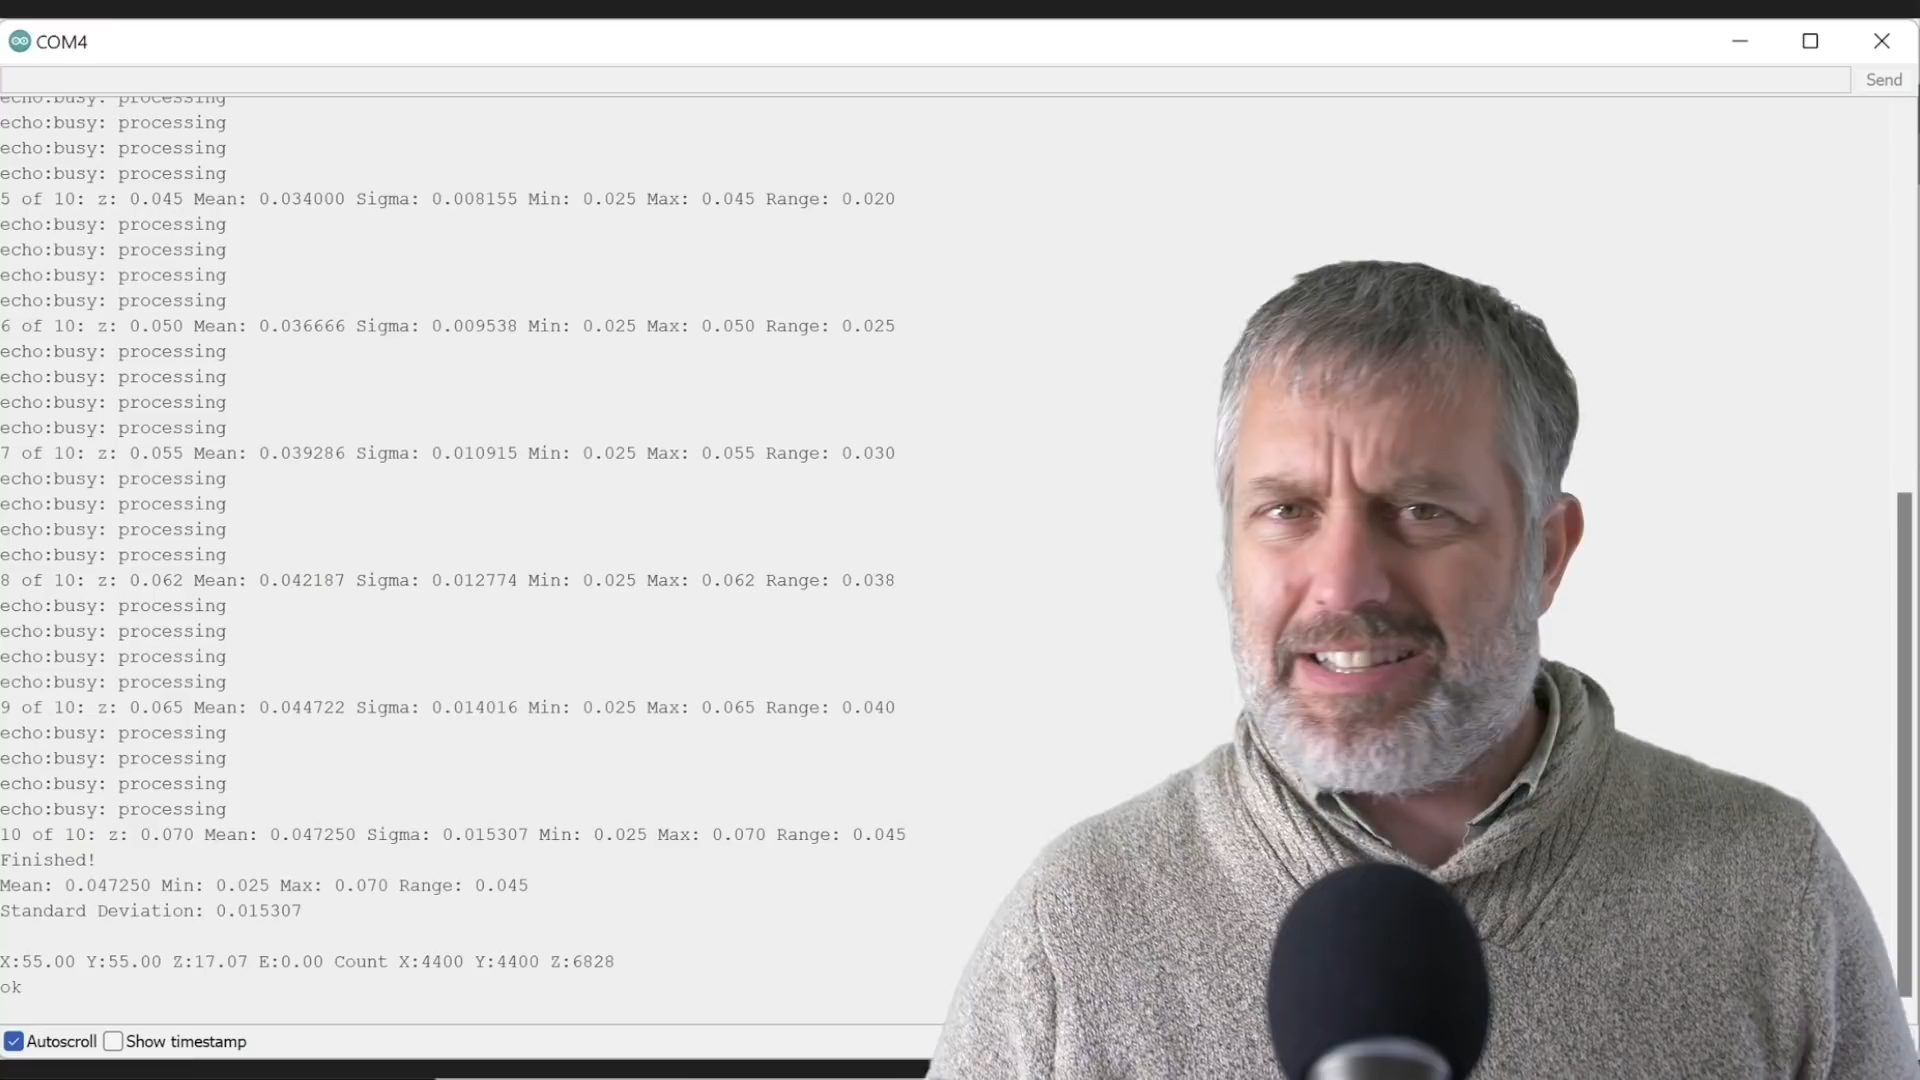 COM4
Send
echo:busy: processing
echo:busy: processing
echo:busy: processing
echo:busy: processing
5 of 10: z: 0.045 Mean: 0.034000 Sigma: 0.008155 Min: 0.025 Max: 0.045 Range: 0.020
echo:busy: processing
echo:busy: processing
echo:busy: processing
echo:busy: processing
6 of 10: z: 0.050 Mean: 0.036666 Sigma: 0.009538 Min: 0.025 Max: 0.050 Range: 0.025
echo:busy: processing
echo:busy: processing
echo:busy: processing
echo:busy: processing
7 of 10: z: 0.055 Mean: 0.039286 Sigma: 0.010915 Min: 0.025 Max: 0.055 Range: 0.030
echo:busy: processing
echo:busy: processing
echo:busy: processing
echo:busy: processing
8 of 10: z: 0.062 Mean: 0.042187 Sigma: 0.012774 Min: 0.025 Max: 0.062 Range: 0.038
echo:busy: processing
echo:busy: processing
echo:busy: processing
echo:busy: processing
9 of 10: z: 0.065 Mean: 0.044722 Sigma: 0.014016 Min: 0.025 Max: 0.065 Range: 0.040
echo:busy: processing
echo:busy: processing
echo:busy: processing
echo:busy: processing
10 of 10: z: 0.070 Mean: 0.047250 Sigma: 0.015307 Min: 0.025 Max: 0.070 Range: 0.045
Finished!
Mean: 0.047250 Min: 0.025 Max: 0.070 Range: 0.045
Standard Deviation: 0.015307
X:55.00 Y:55.00 Z:17.07 E:0.00 Count X:4400 Y:4400 Z:6828
ok
Autoscroll Show timestamp